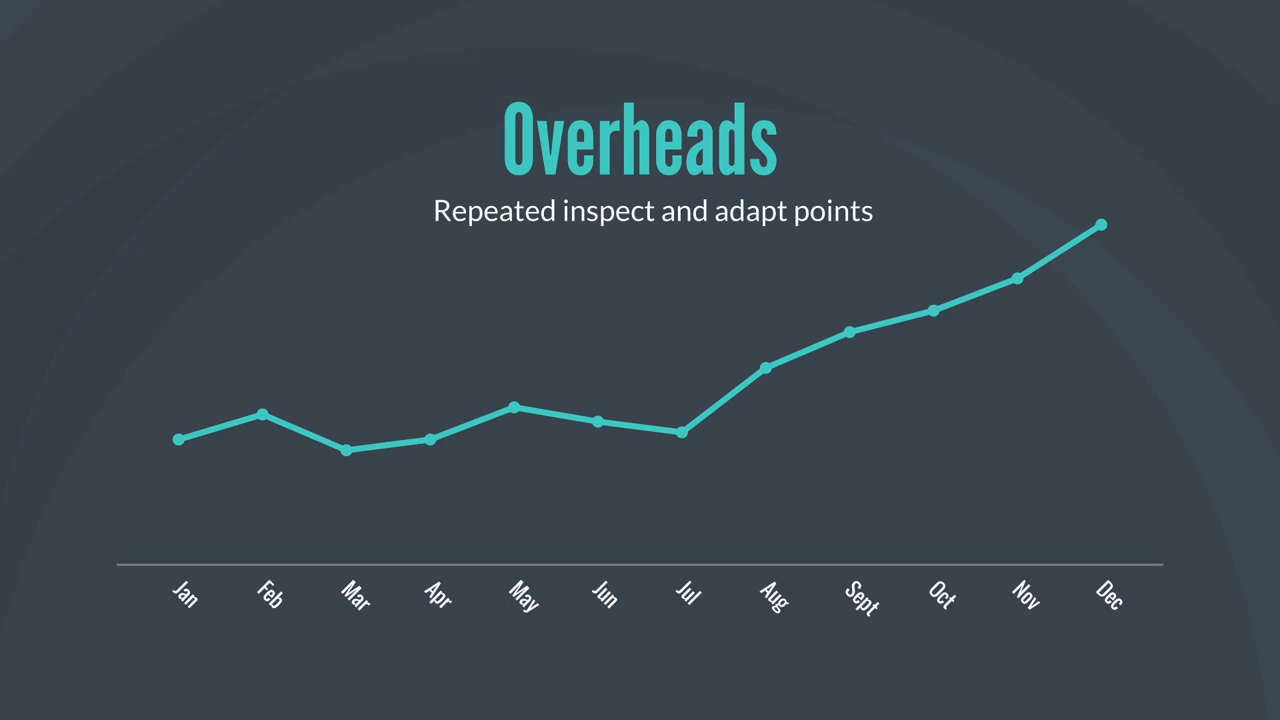 Overheads
Repeated inspect and adapt points
Jan Feb Mar Apr May Jun Jul Aug Sept Oct Nov Dec